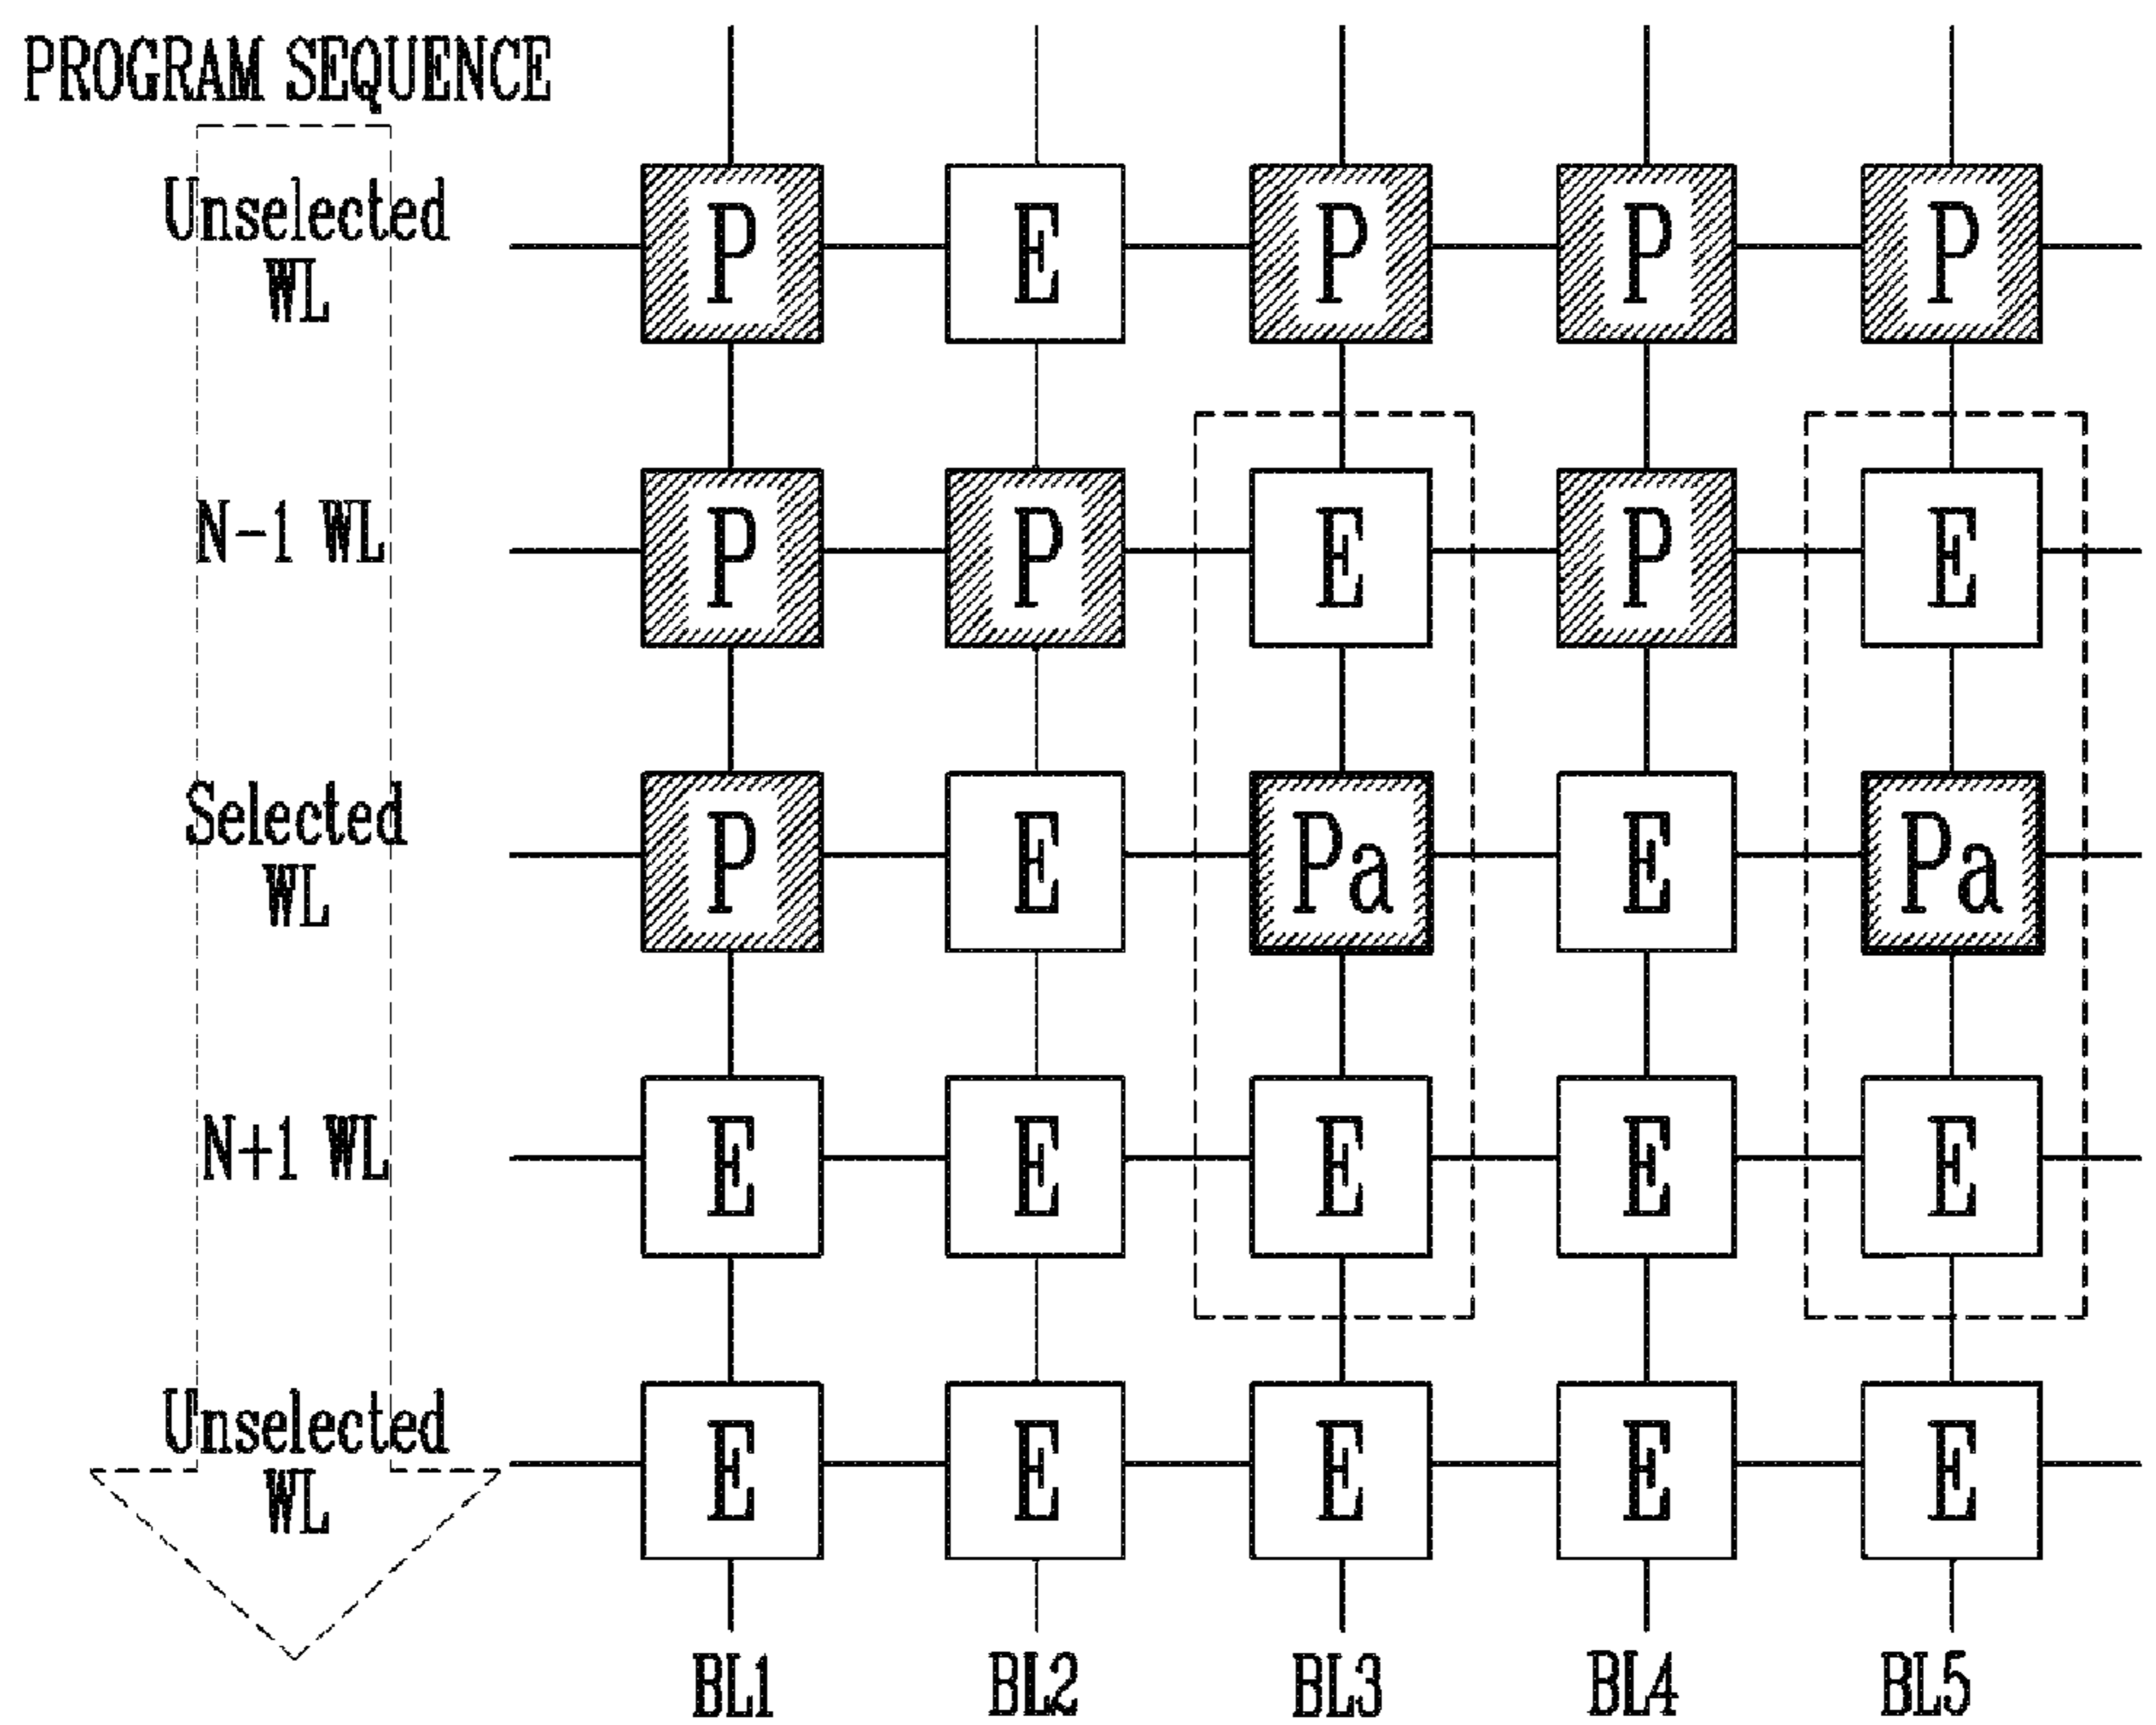 PROGRAM SEQUENCE
Unselected
WL
P E P P P
N-1 WL
P P E P E
Selected
WL
P E Pa E Pa
N+1 WL
E E E E E
Unselected
WL
E E E E E
BL1 BL2 BL3 BL4 BL5